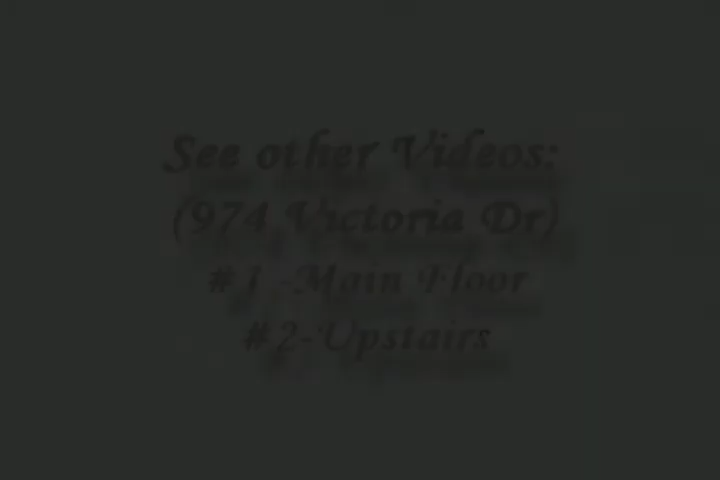 See other Videos:
(974 Victoria Dr)
#1 -Main Floor
#2-Upstairs